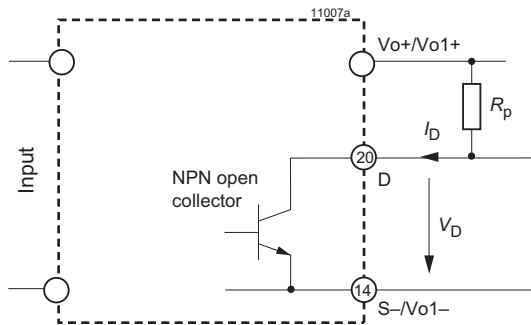 11007a
Vo+/Vo1+
Rp
ID
20
D
Input
NPN open
collector
VD
14
S–/Vo1–